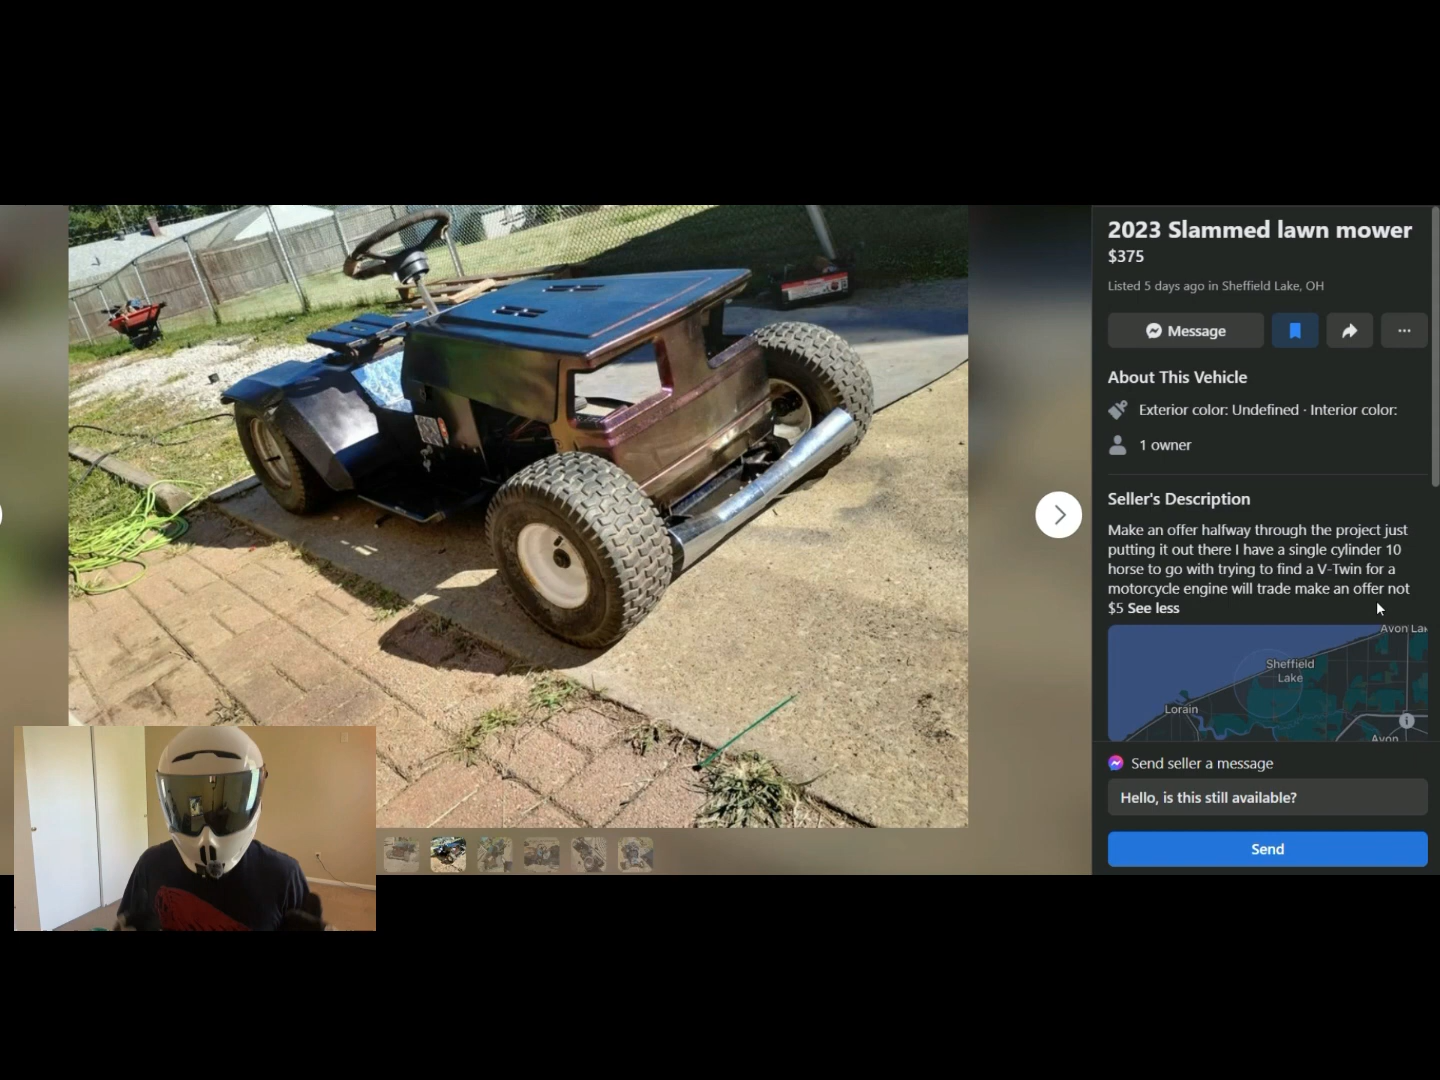 2023 Slammed lawn mower
$375
Listed 5 days ago in Sheffield Lake, OH
Message
About This Vehicle
Exterior color: Undefined · Interior color:
1 owner
Seller's Description
Make an offer halfway through the project just
putting it out there I have a single cylinder 10
horse to go with trying to find a V-Twin for a
motorcycle engine will trade make an offer not
$5 See less
Avon Lak
Sheffield
Lake
Lorain
Avon
Send seller a message
Hello, is this still available?
Send